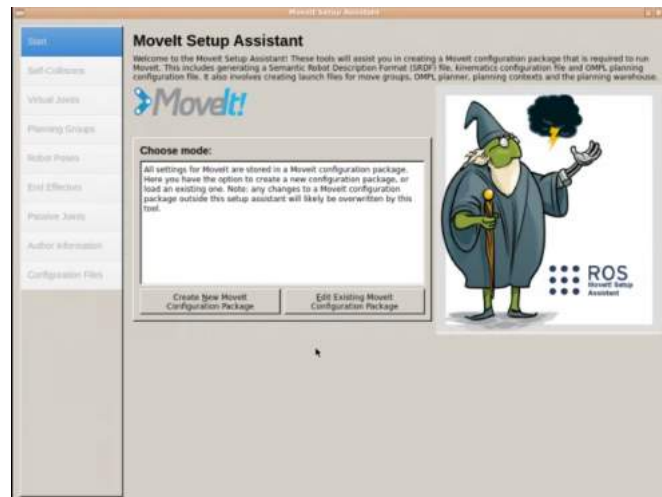 MoveIt Setup Assistant
Start
Self-Collisions
Virtual Joints
Planning Groups
Robot Poses
End Effectors
Passive Joints
Author Information
Configuration Files
MoveIt Setup Assistant
Welcome to the MoveIt Setup Assistant! These tools will assist you in creating a MoveIt configuration package that is required to run
MoveIt. This includes generating a Semantic Robot Description Format (SRDF) file, kinematics configuration file and OMPL planning
configuration file. It also involves creating launch files for move groups, OMPL planner, planning contexts and the planning warehouse.
MoveIt!
Choose mode:
All settings for MoveIt are stored in a MoveIt configuration package.
Here you have the option to create a new configuration package, or
load an existing one. Note: any changes to a MoveIt configuration
package outside this setup assistant will likely be overwritten by this
tool.
Create New MoveIt
Configuration Package
Edit Existing MoveIt
Configuration Package
ROS
MoveIt! Setup
Assistant